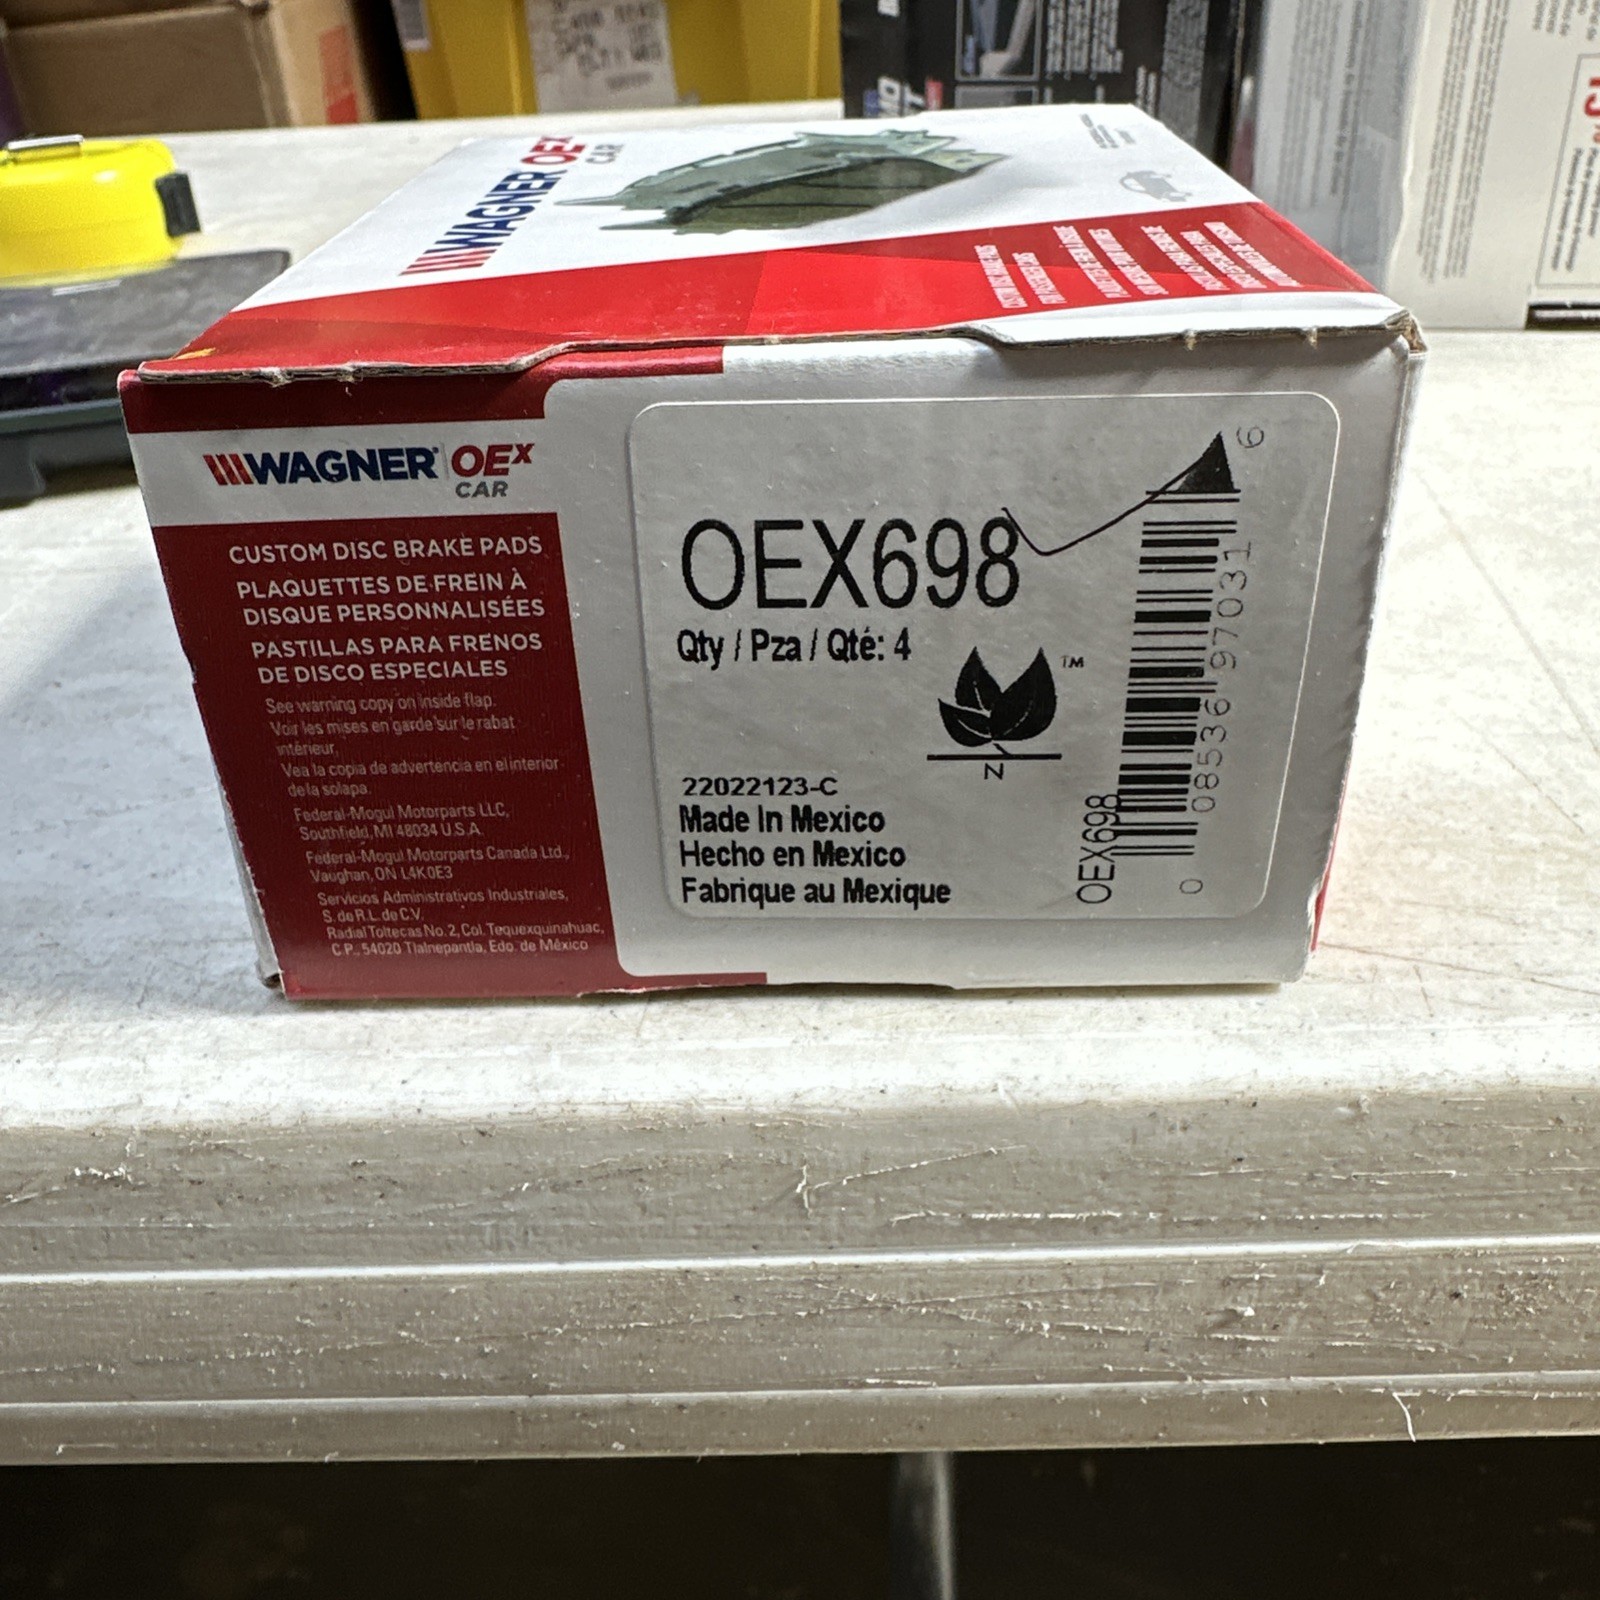 WAGNER OEX
CAR
WAGNER OEX
CAR
CUSTOM DISC BRAKE PADS
PLAQUETTES DE FREIN À
DISQUE PERSONNALISÉES
PASTILLAS PARA FRENOS
DE DISCO ESPECIALES
See warning copy on inside flap.
Voir les mises en garde sur le rabat
intérieur.
Vea la copia de advertencia en el interior
de la solapa.
Federal-Mogul Motorparts LLC,
Southfield, MI 48034 U.S.A.
Federal-Mogul Motorparts Canada Ltd.,
Vaughan, ON L4K0E3
Servicios Administrativos Industriales,
S. de R.L. de C.V.
Radial Toltecas No. 2, Col. Tequexquinahuac,
C.P. 54020 Tlalnepantla, Edo. de México
OEX698
Qty / Pza / Qté: 4
TM
N
22022123-C
Made In Mexico
Hecho en Mexico
Fabrique au Mexique
OEX698
0 08536 97031 6